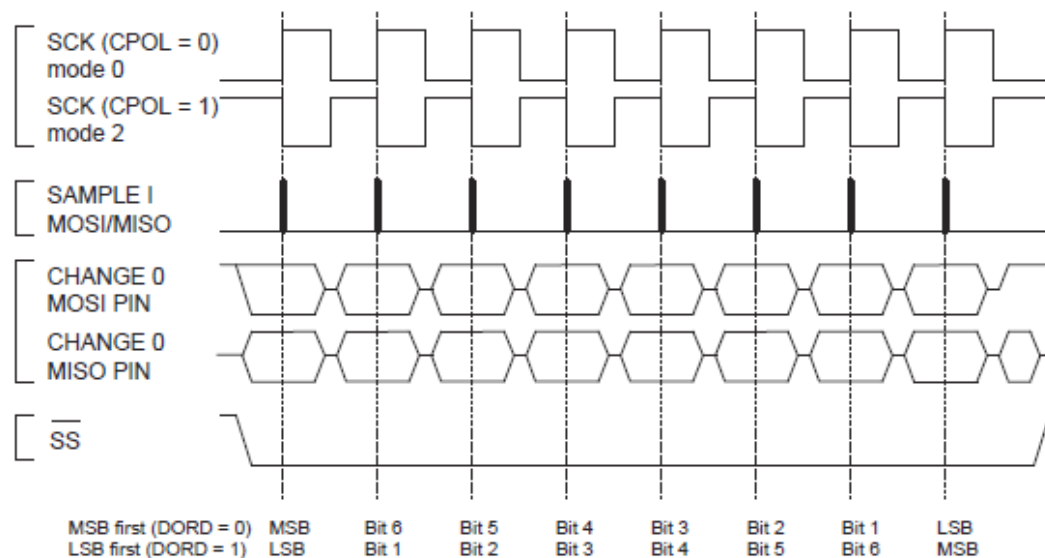 SCK (CPOL = 0)
mode 0
SCK (CPOL = 1)
mode 2
SAMPLE I
MOSI/MISO
CHANGE 0
MOSI PIN
CHANGE 0
MISO PIN
SS
MSB first (DORD = 0) MSB Bit 6 Bit 5 Bit 4 Bit 3 Bit 2 Bit 1 LSB
LSB first (DORD = 1) LSB Bit 1 Bit 2 Bit 3 Bit 4 Bit 5 Bit 6 MSB